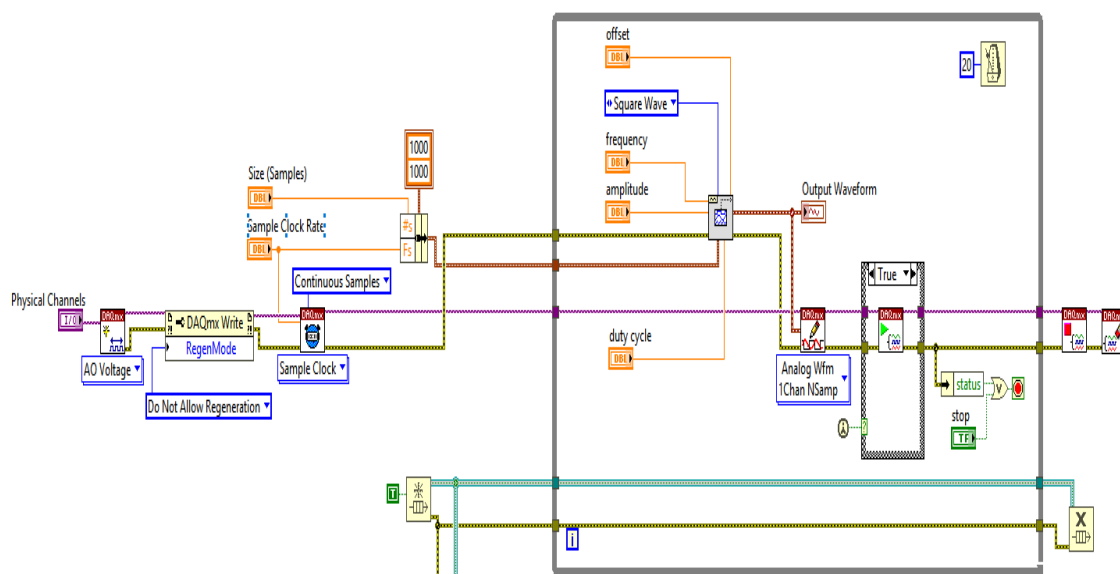 offset
DBL
Square Wave
frequency
DBL
amplitude
DBL
Output Waveform
20
1000
1000
Size (Samples)
DBL
#s
Sample Clock Rate
DBL
Fs
Continuous Samples
True
Physical Channels
I/O
DAQmx
AO Voltage
DAQmx Write
RegenMode
Do Not Allow Regeneration
DAQmx
Sample Clock
duty cycle
DBL
DAQmx
Analog Wfm
1Chan NSamp
DAQmx
DAQmx
DAQm
status
stop
TF
?
T
i
X